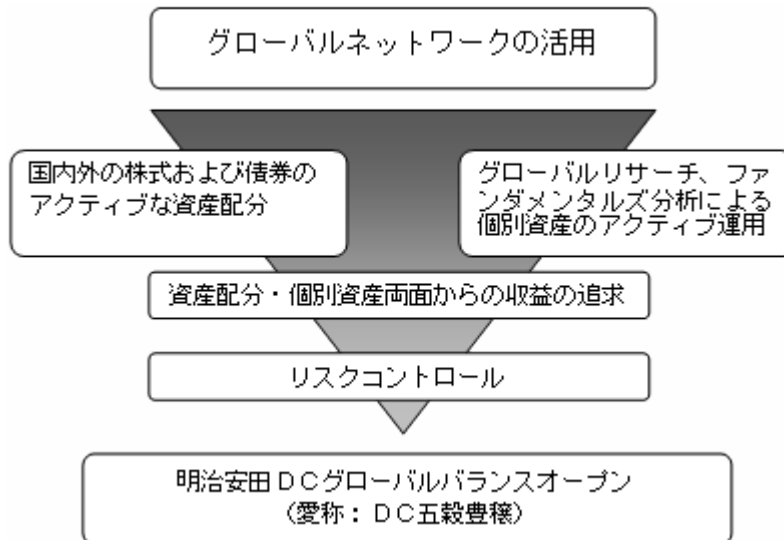 グローバルネットワークの活用
国内外の株式および債券の
アクティブな資産配分
グローバルリサーチ、ファ
ンダメンタルズ分析による
個別資産のアクティブ運用
資産配分・個別資産両面からの収益の追求
リスクコントロール
明治安田ＤＣグローバルバランスオープン
（愛称：ＤＣ五穀豊穣）